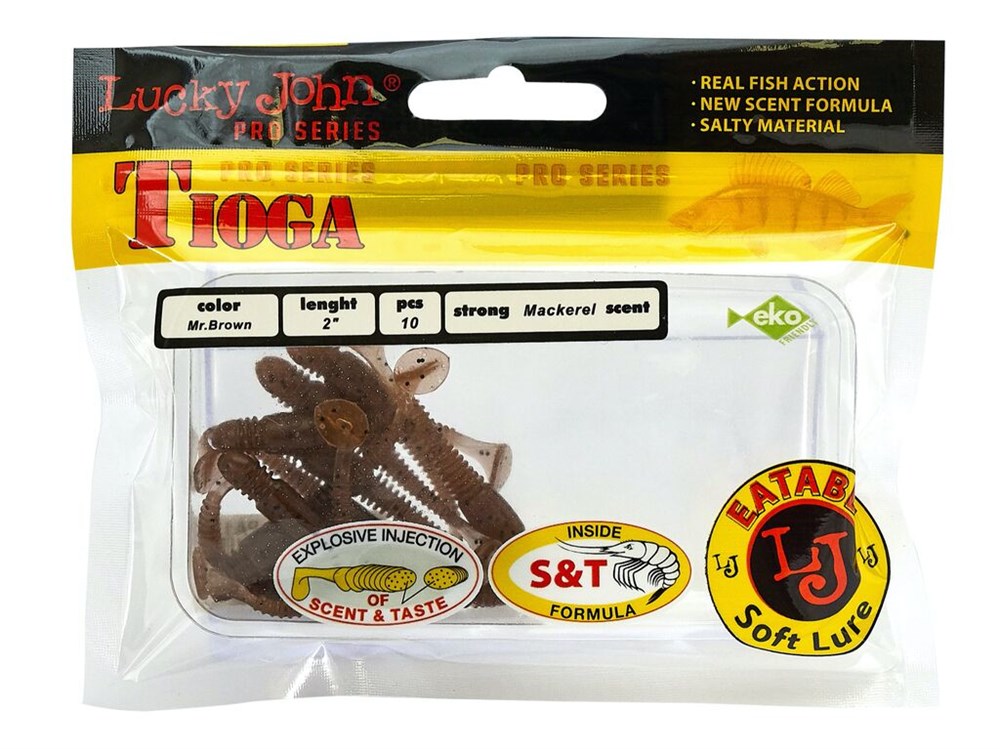 Lucky John®
PRO SERIES
· REAL FISH ACTION
· NEW SCENT FORMULA
· SALTY MATERIAL
PRO SERIES PRO SERIES
TIOGA
color lenght pcs strong Mackerel scent
Mr.Brown 2" 10
eko
FRIENDLY
EXPLOSIVE INJECTION
OF
SCENT & TASTE
INSIDE
S&T
FORMULA
EATABL
LJ LJ LJ
Soft Lure